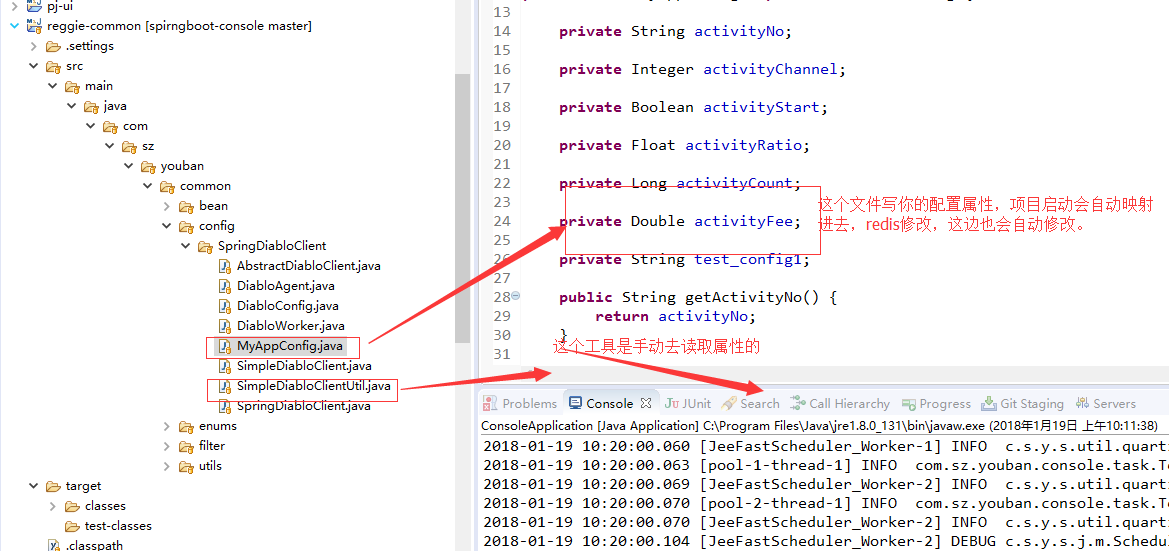 pj-ui
reggie-common [spirngboot-console master]
.settings
src
main
java
com
sz
youban
common
bean
config
SpringDiabloClient
AbstractDiabloClient.java
DiabloAgent.java
DiabloConfig.java
DiabloWorker.java
MyAppConfig.java
SimpleDiabloClient.java
SimpleDiabloClientUtil.java
SpringDiabloClient.java
enums
filter
utils
target
classes
test-classes
.classpath
13
14 private String activityNo;
15
16 private Integer activityChannel;
17
18 private Boolean activityStart;
19
20 private Float activityRatio;
21
22 private Long activityCount;
23
24 private Double activityFee;
25
26 private String test_config1;
27
28 public String getActivityNo() {
29 return activityNo;
30 }
31
这个文件写你的配置属性，项目启动会自动映射
进去，redis修改，这边也会自动修改。
这个工具是手动去读取属性的
Problems Console JUnit Search Call Hierarchy Progress Git Staging Servers
ConsoleApplication [Java Application] C:\Program Files\Java\jre1.8.0_131\bin\javaw.exe (2018年1月19日 上午10:11:38)
2018-01-19 10:20:00.060 [JeeFastScheduler_Worker-1] INFO c.s.y.s.util.quart
2018-01-19 10:20:00.063 [pool-1-thread-1] INFO com.sz.youban.console.task.Te
2018-01-19 10:20:00.069 [JeeFastScheduler_Worker-2] INFO c.s.y.s.util.quart
2018-01-19 10:20:00.070 [pool-2-thread-1] INFO com.sz.youban.console.task.Te
2018-01-19 10:20:00.070 [JeeFastScheduler_Worker-2] INFO c.s.y.s.util.quart
2018-01-19 10:20:00.104 [JeeFastScheduler_Worker-2] DEBUG c.s.y.s.j.m.Sched